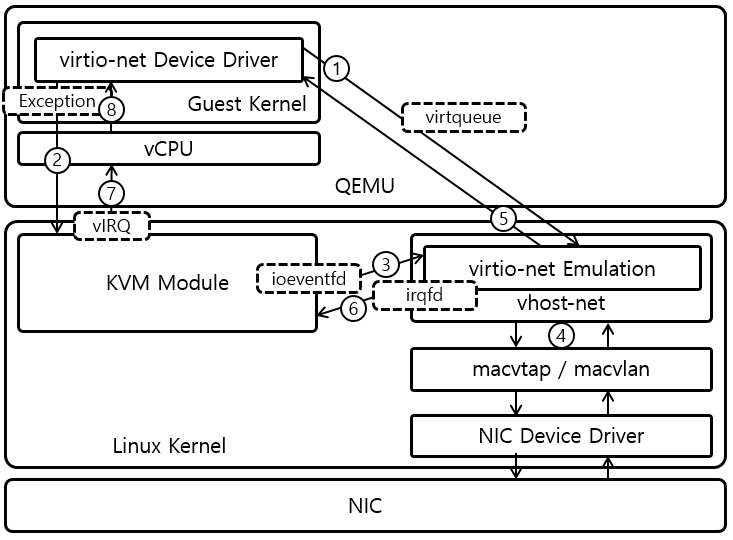 virtio-net Device Driver
1
Exception
8
Guest Kernel
virtqueue
2
vCPU
7
QEMU
vIRQ
5
KVM Module
ioeventfd
3
virtio-net Emulation
6
irqfd
vhost-net
4
macvtap / macvlan
Linux Kernel
NIC Device Driver
NIC